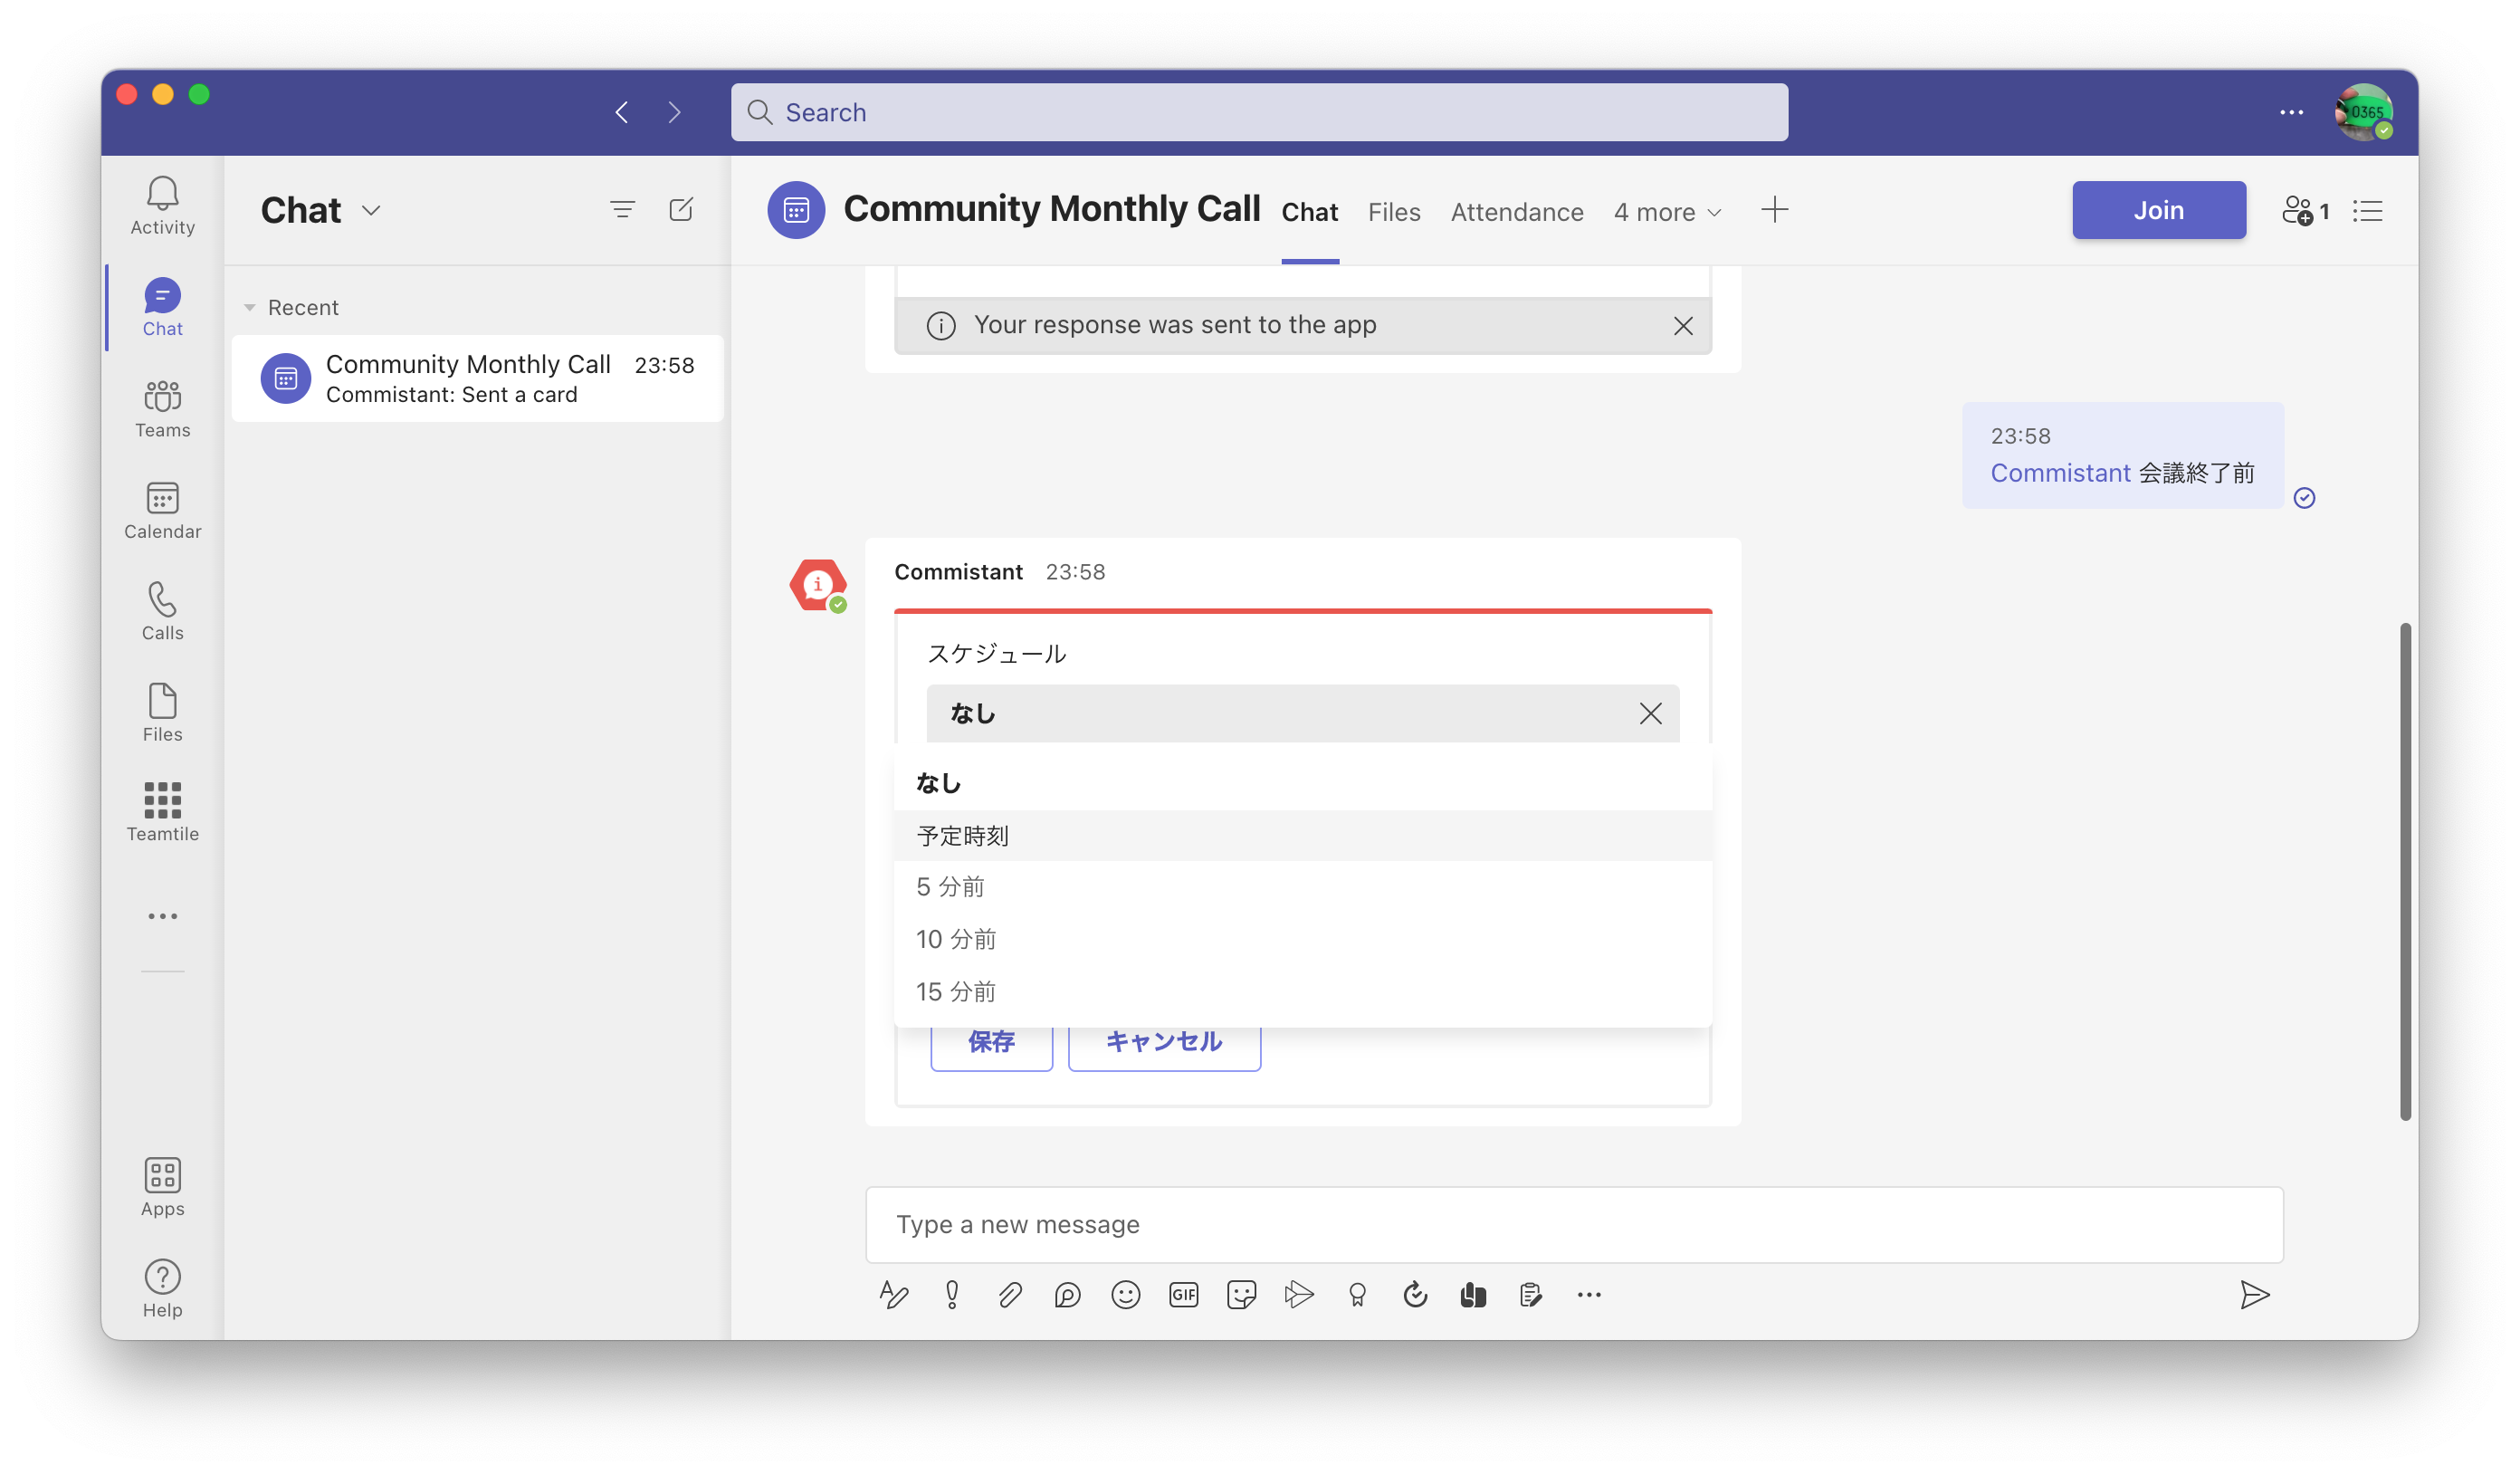 Search
O365
Activity
Chat
Teams
Calendar
Calls
Files
Teamtile
Apps
Help
Chat
Recent
Community Monthly Call 23:58
Commistant: Sent a card
Community Monthly Call Chat Files Attendance 4 more Join 1
Your response was sent to the app
23:58
Commistant 会議終了前
Commistant 23:58
スケジュール
なし
なし
予定時刻
5 分前
10 分前
15 分前
保存 キャンセル
Type a new message
GIF